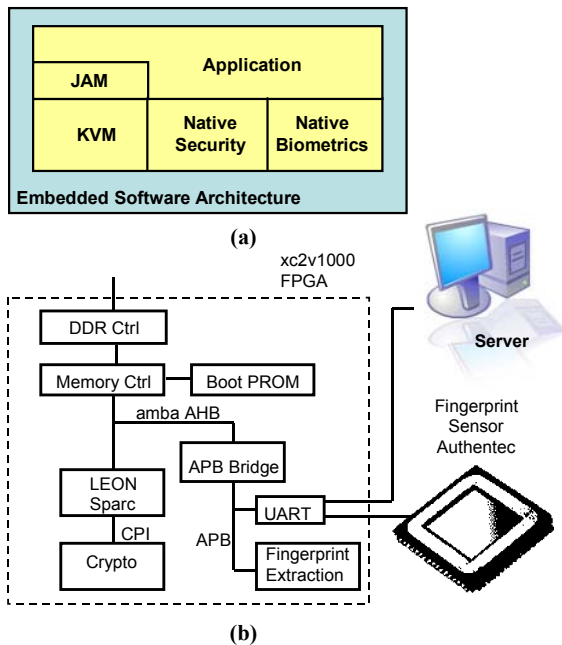 Application
JAM
KVM
Native
Security
Native
Biometrics
Embedded Software Architecture
(a)
xc2v1000
FPGA
DDR Ctrl
Memory Ctrl
Boot PROM
amba AHB
Server
Fingerprint
Sensor
Authentec
LEON
Sparc
APB Bridge
CPI
UART
APB
Crypto
Fingerprint
Extraction
(b)